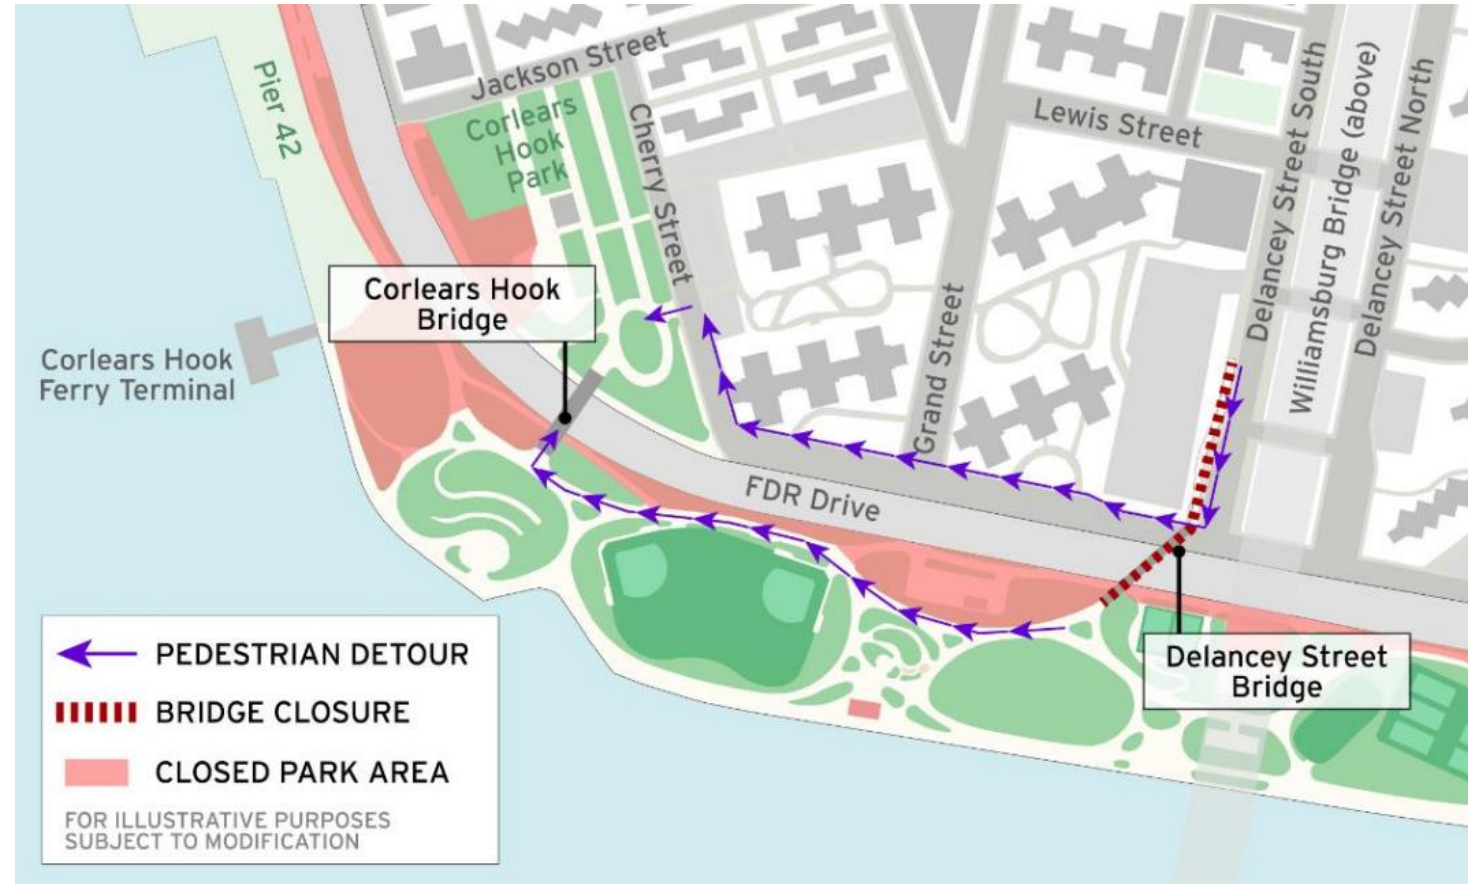 Pier 42
Jackson Street
Corlears
Hook
Park
Cherry Street
Lewis Street
Delancey Street South
Williamsburg Bridge (above)
Delancey Street North
Corlears Hook
Bridge
Corlears Hook
Ferry Terminal
Grand Street
FDR Drive
Delancey Street
Bridge
PEDESTRIAN DETOUR
BRIDGE CLOSURE
CLOSED PARK AREA
FOR ILLUSTRATIVE PURPOSES
SUBJECT TO MODIFICATION